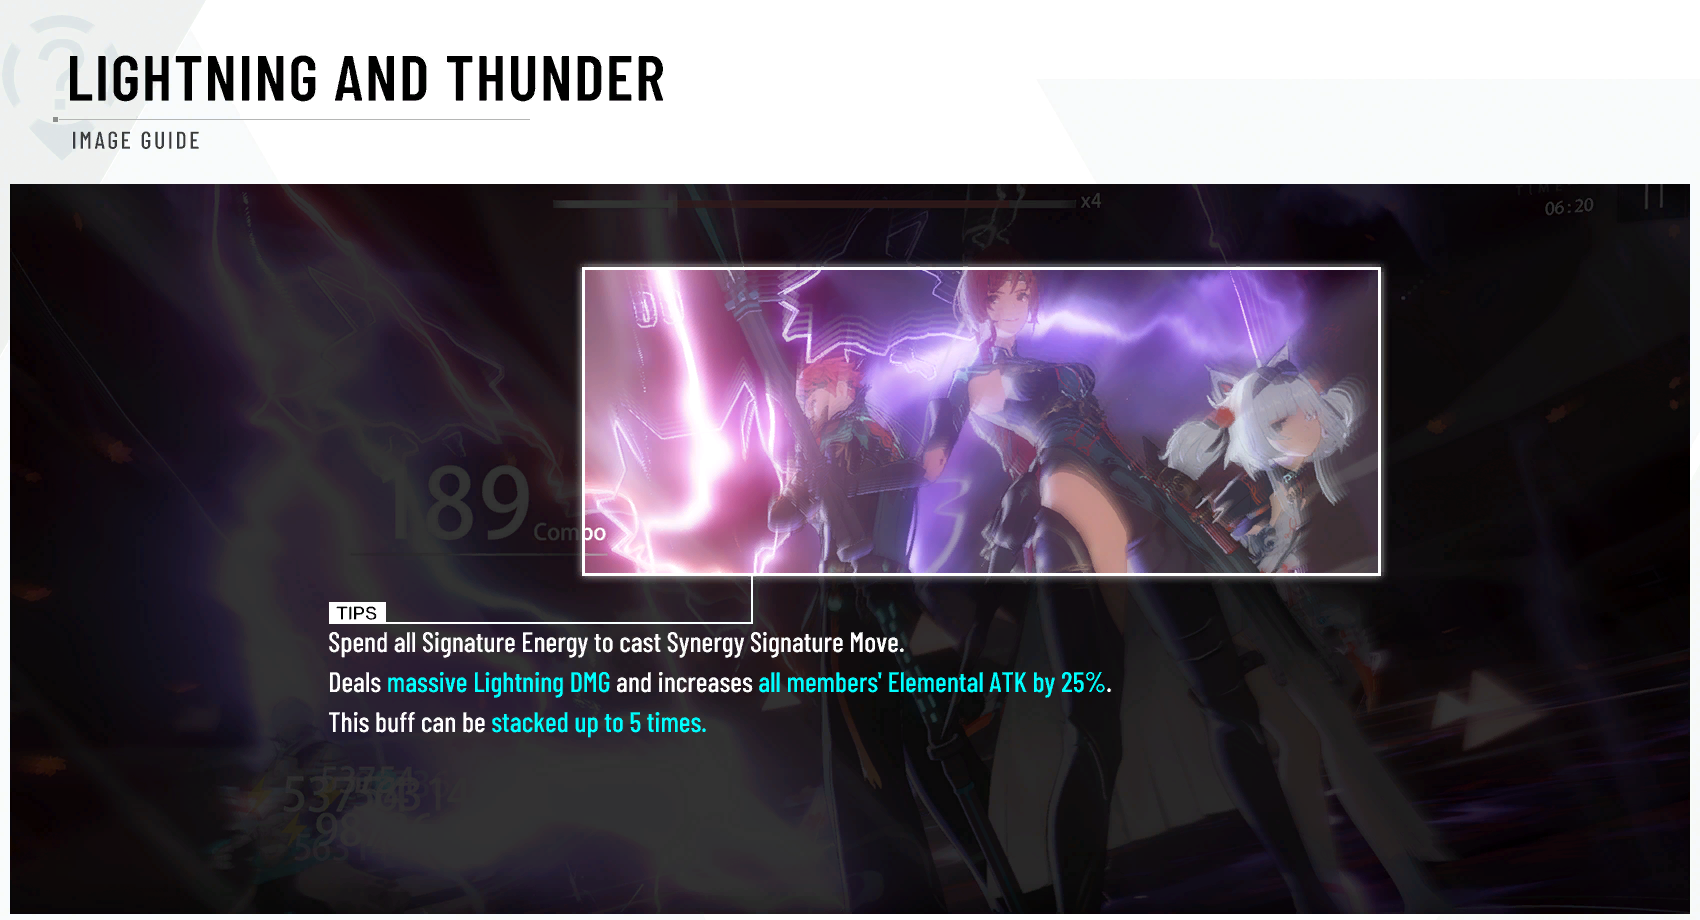 LIGHTNING AND THUNDER
IMAGE GUIDE
x4
TIME
06:20
189
Combo
TIPS
Spend all Signature Energy to cast Synergy Signature Move.
Deals massive Lightning DMG and increases all members' Elemental ATK by 25%.
This buff can be stacked up to 5 times.